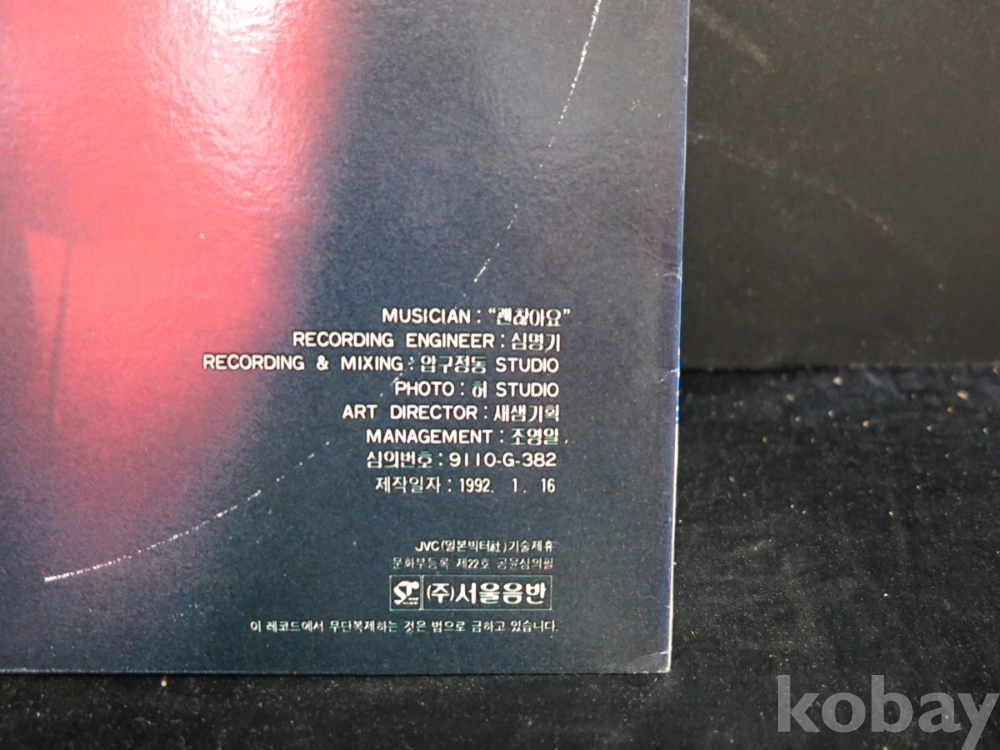 MUSICIAN : “괜찮아요”
RECORDING ENGINEER : 심명기
RECORDING & MIXING : 압구정동 STUDIO
PHOTO : 허 STUDIO
ART DIRECTOR : 새샘기획
MANAGEMENT : 조영일
심의번호 : 9110-G-382
제작일자 : 1992. 1. 16
JVC(일본빅터社)기술제휴
문화부등록 제22호 공윤심의필
(주)서울음반
이 레코드에서 무단복제하는 것은 법으로 금하고 있습니다.
kobay